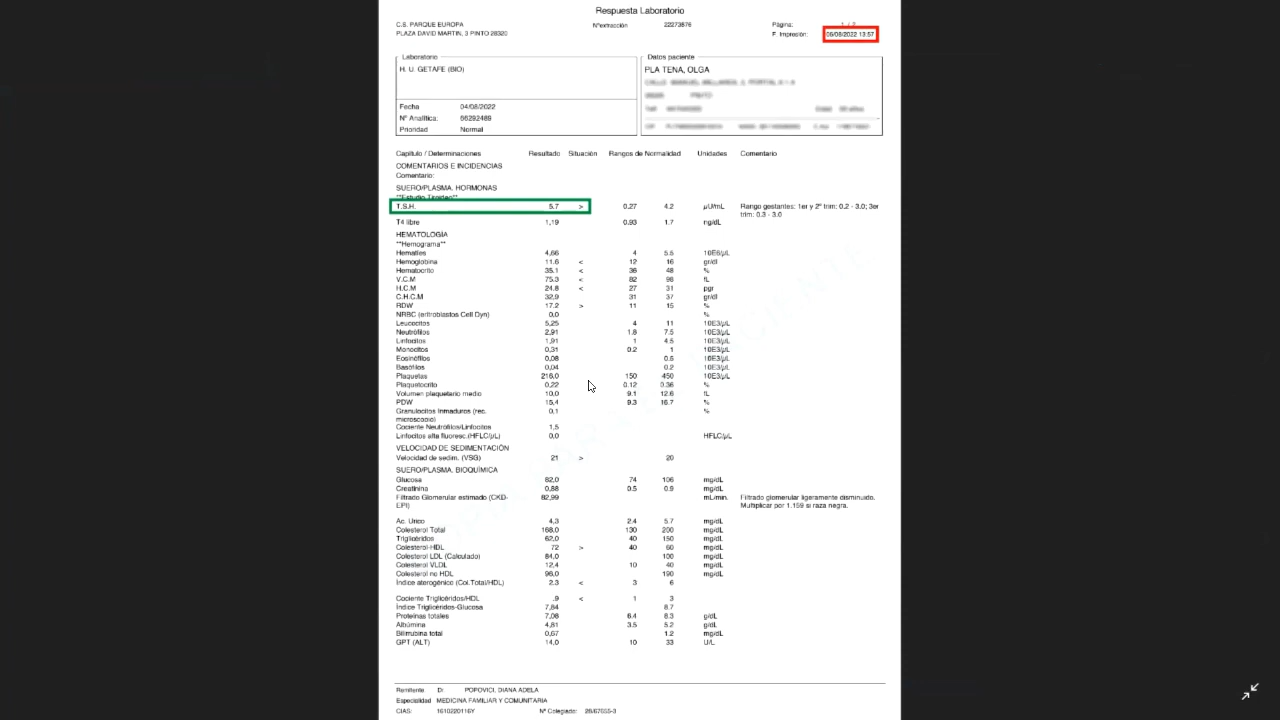 Respuesta Laboratorio
C.S. PARQUE EUROPA NºextracciÓn 22273876 Página:
PLAZA DAVID MARTIN, 3 PINTO 28320 F. Impresión: 06/08/2022 13:57
Laboratorio Datos paciente
H. U. GETAFE (BIO) PLA TENA, OLGA
Fecha 04/08/2022
Nº Analítica: 66292489
Prioridad Normal
Capítulo / Determinaciones Resultado Situación Rangos de Normalidad Unidades Comentario
COMENTARIOS E INCIDENCIAS
Comentario:
SUERO/PLASMA. HORMONAS
**Estudio Tiroideo**
T.S.H. 5.7 > 0.27 4.2 µU/mL Rango gestantes: 1er y 2º trim: 0.2 - 3.0; 3er
trim: 0.3 - 3.0
T4 libre 1,19 0.93 1.7 ng/dL
HEMATOLOGÍA
**Hemograma**
Hematíes 4,66 4 5.5 10E6/µL
Hemoglobina 11.6 < 12 16 gr/dl
Hematocrito 35,1 < 36 48 %
V.C.M 75,3 < 82 98 fL
H.C.M 24.8 < 27 31 pgr
C.H.C.M 32,9 31 37 gr/dl
RDW 17.2 > 11 15 %
NRBC (eritroblastos Cell Dyn) 0,0 %
Leucocitos 5,25 4 11 10E3/µL
Neutrófilos 2,91 1.8 7.5 10E3/µL
Linfocitos 1,91 1 4.5 10E3/µL
Monocitos 0,31 0.2 1 10E3/µL
Eosinófilos 0,08 0.5 10E3/µL
Basófilos 0,04 0.2 10E3/µL
Plaquetas 216,0 150 450 10E3/µL
Plaquetocrito 0,22 0.12 0.36 %
Volumen plaquetario medio 10,0 9.1 12.6 fL
PDW 15,4 9.3 16.7 %
Granulocitos Inmaduros (rec. 0,1 %
microscopio)
Cociente Neutrófilos/Linfocitos 1,5
Linfocitos alta fluoresc.(HFLC/µL) 0,0 HFLC/µL
VELOCIDAD DE SEDIMENTACIÓN
Velocidad de sedim. (VSG) 21 > 20
SUERO/PLASMA. BIOQUÍMICA
Glucosa 82,0 74 106 mg/dL
Creatinina 0,88 0.5 0.9 mg/dL
Filtrado Glomerular estimado (CKD- 82,99 mL/min. Filtrado glomerular ligeramente disminuido.
EPI) Multiplicar por 1.159 si raza negra.
Ac. Urico 4,3 2.4 5.7 mg/dL
Colesterol Total 168,0 130 200 mg/dL
Triglicéridos 62,0 40 150 mg/dL
Colesterol-HDL 72 > 40 60 mg/dL
Colesterol LDL (Calculado) 84,0 100 mg/dL
Colesterol VLDL 12,4 10 40 mg/dL
Colesterol no HDL 96,0 190 mg/dL
Índice aterogénico (Col.Total/HDL) 2.3 < 3 6
Cociente Triglicéridos/HDL ,9 < 1 3
Índice Triglicéridos-Glucosa 7,84 8.7
Proteínas totales 7,08 6.4 8.3 g/dL
Albúmina 4,81 3.5 5.2 g/dL
Bilirrubina total 0,67 1.2 mg/dL
GPT (ALT) 14,0 10 33 U/L
Remitente D: POPOVICI, DIANA ADELA
Especialidad MEDICINA FAMILIAR Y COMUNITARIA
CIAS: 1610220116Y Nº Colegiado: 28/67655-3